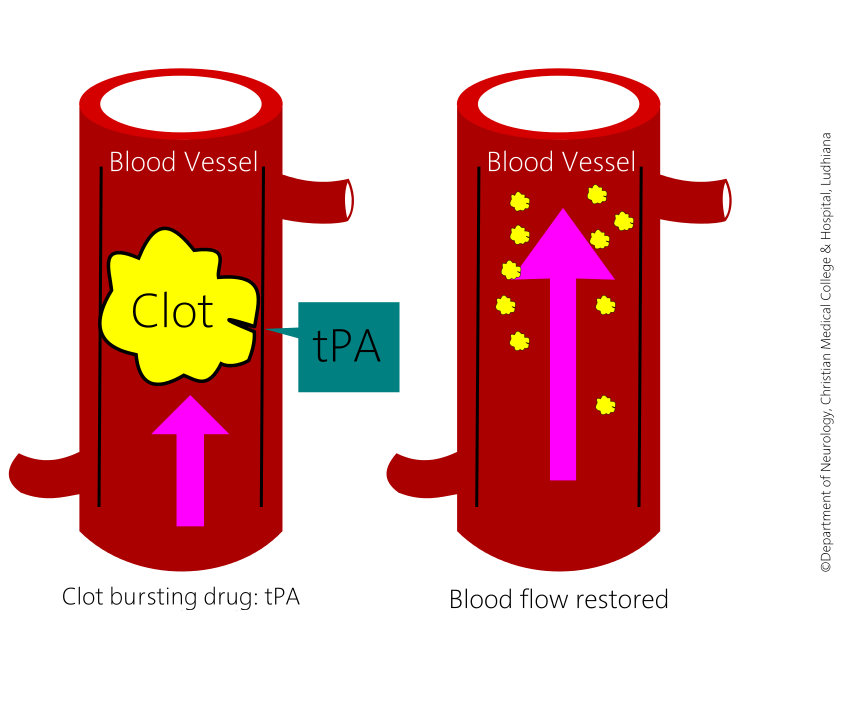 Blood Vessel
Clot
tPA
Clot bursting drug: tPA
Blood Vessel
Blood flow restored
©Department of Neurology, Christian Medical College & Hospital, Ludhiana